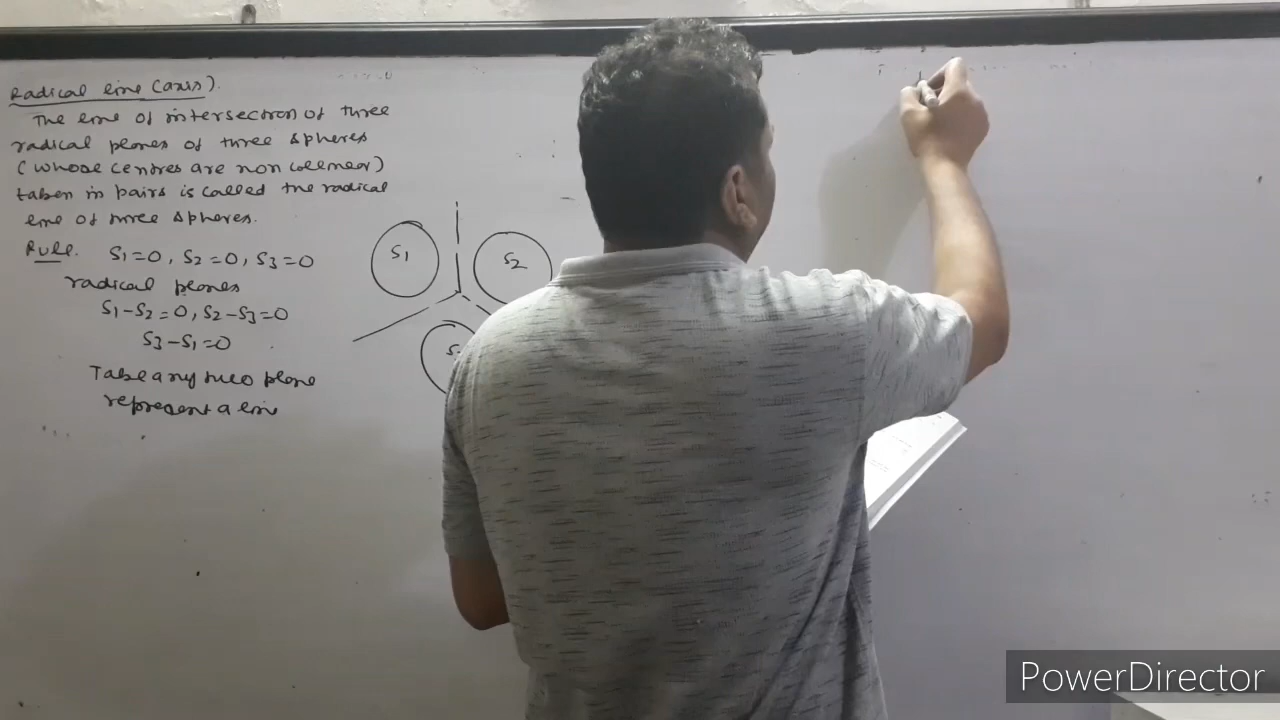 Radical line (axis).
The line of intersection of three
radical planes of three spheres
(whose centres are non collinear)
taken in pairs is called the radical
line of three spheres.
Rule. S1=0, S2=0, S3=0
radical planes
S1-S2=0, S2-S3=0
S3-S1=0
Take any two plane
represent a line
S1
S2
PowerDirector